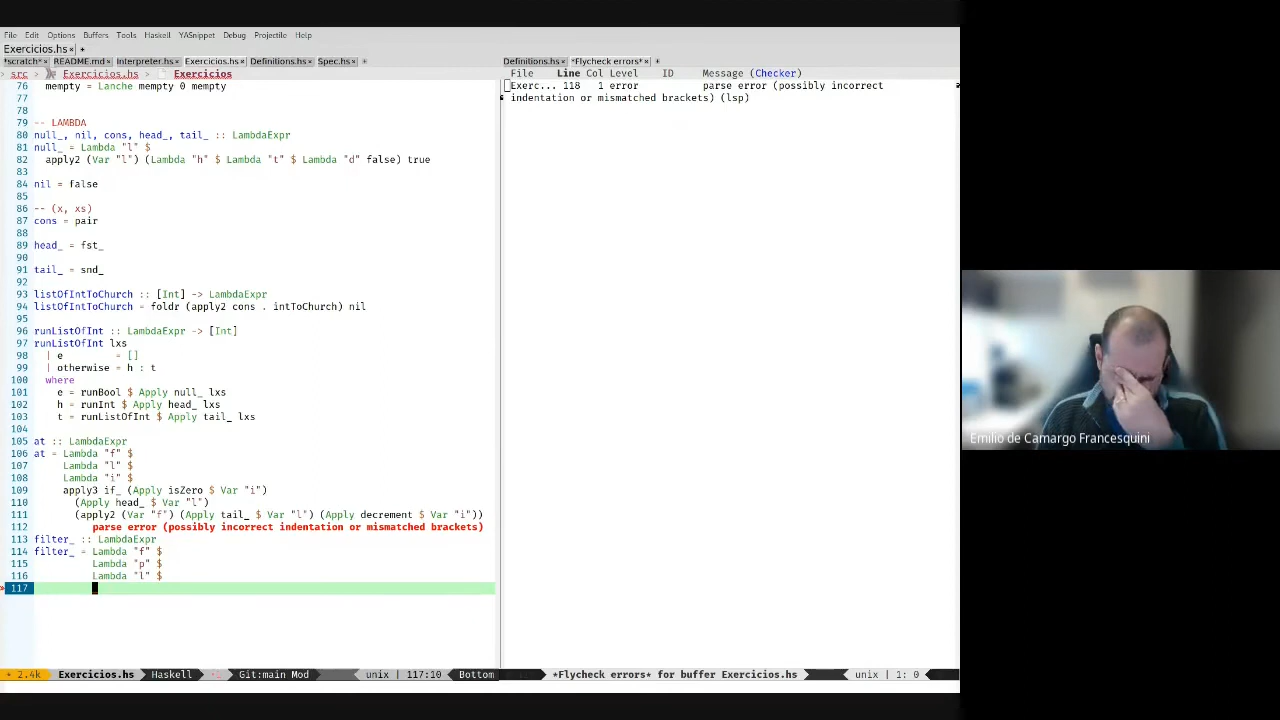 File Edit Options Buffers Tools Haskell YASnippet Debug Projectile Help
Exercicios.hs× +
*scratch*× README.md× Interpreter.hs× Exercicios.hs× Definitions.hs× Spec.hs× +
Definitions.hs× *Flycheck errors*× +
> src > Exercicios.hs > Exercicios
File Line Col Level ID Message (Checker)
Exerc... 118 1 error parse error (possibly incorrect
indentation or mismatched brackets) (lsp)
76 mempty = Lanche mempty 0 mempty
77
78
79 -- LAMBDA
80 null_, nil, cons, head_, tail_ :: LambdaExpr
81 null_ = Lambda "l" $
82 apply2 (Var "l") (Lambda "h" $ Lambda "t" $ Lambda "d" false) true
83
84 nil = false
85
86 -- (x, xs)
87 cons = pair
88
89 head_ = fst_
90
91 tail_ = snd_
92
93 listOfIntToChurch :: [Int] -> LambdaExpr
94 listOfIntToChurch = foldr (apply2 cons . intToChurch) nil
95
96 runListOfInt :: LambdaExpr -> [Int]
97 runListOfInt lxs
98 | e = []
99 | otherwise = h : t
100 where
101 e = runBool $ Apply null_ lxs
102 h = runInt $ Apply head_ lxs
103 t = runListOfInt $ Apply tail_ lxs
104
105 at :: LambdaExpr
106 at = Lambda "f" $
107 Lambda "l" $
108 Lambda "i" $
109 apply3 if_ (Apply isZero $ Var "i")
110 (Apply head_ $ Var "l")
111 (apply2 (Var "f") (Apply tail_ $ Var "l") (Apply decrement $ Var "i"))
112 parse error (possibly incorrect indentation or mismatched brackets)
113 filter_ :: LambdaExpr
114 filter_ = Lambda "f" $
115 Lambda "p" $
116 Lambda "l" $
117
Emilio de Camargo Francesquini
+ 2.4k Exercicios.hs Haskell Git:main Mod unix | 117:10 Bottom
*Flycheck errors* for buffer Exercicios.hs unix | 1: 0